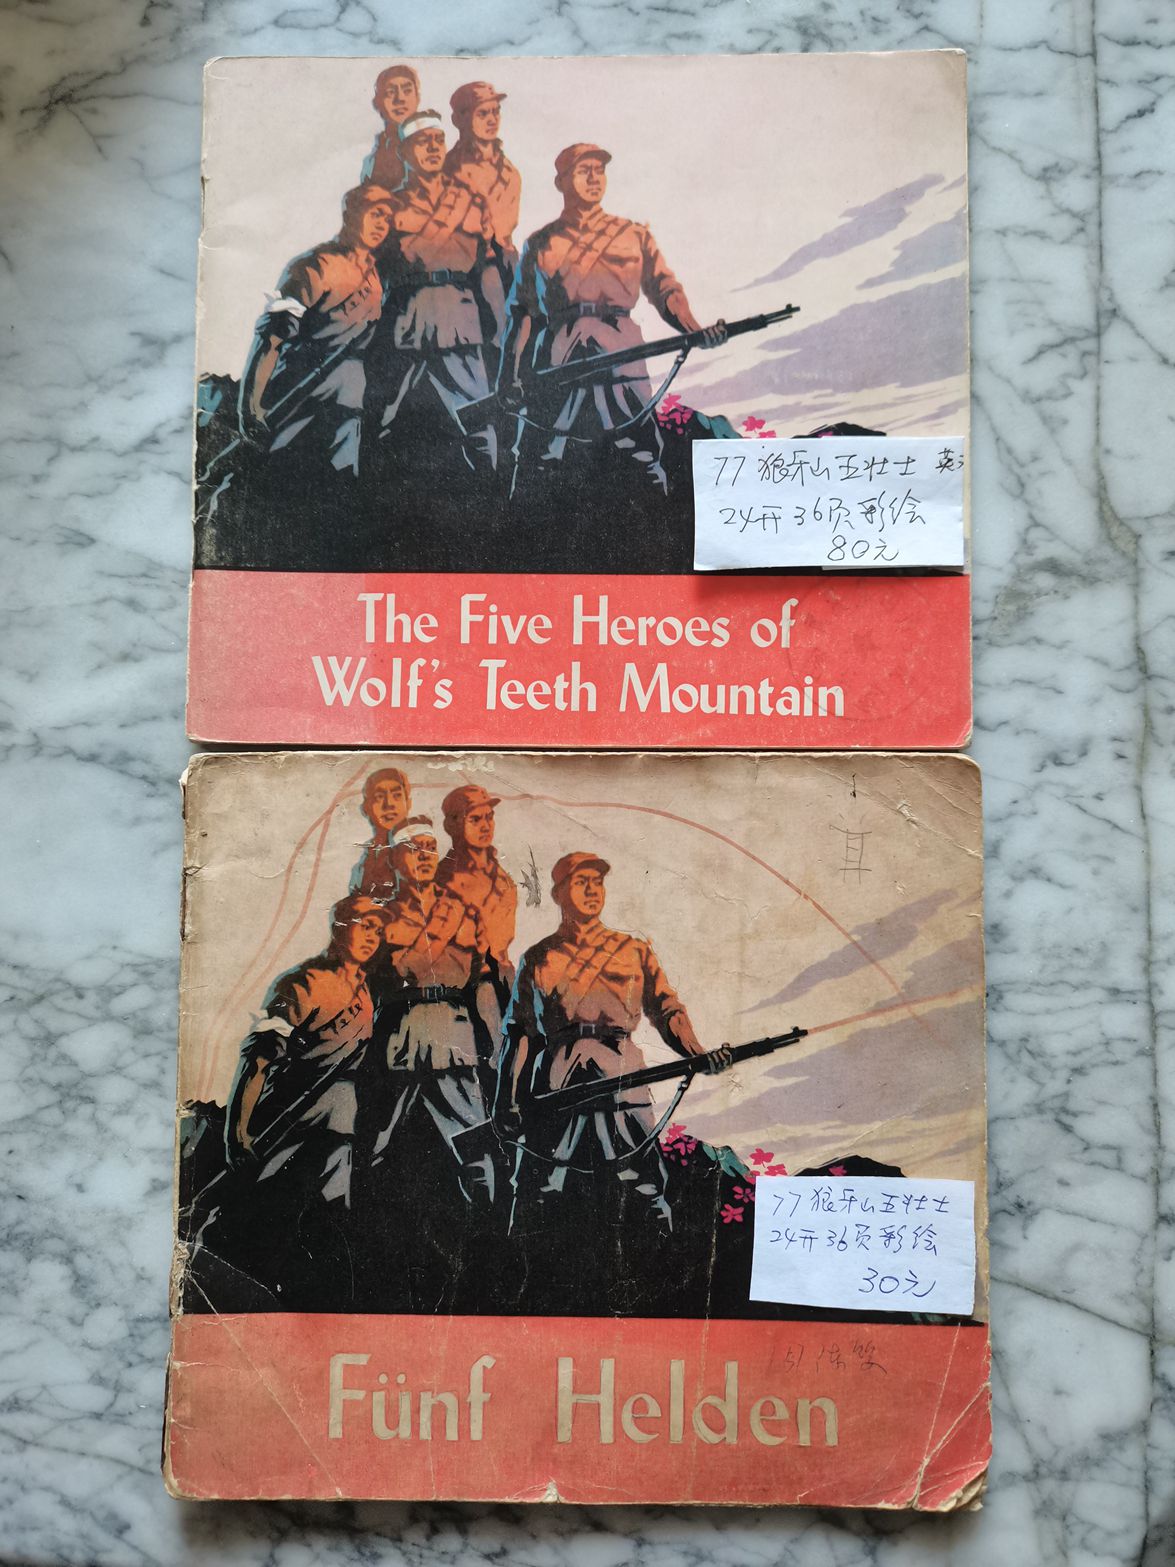 77 狼牙山五壮士 英
24开36页彩绘
80元
The Five Heroes of
Wolf's Teeth Mountain
77 狼牙山五壮士
24开36页彩绘
30元
Fünf Helden